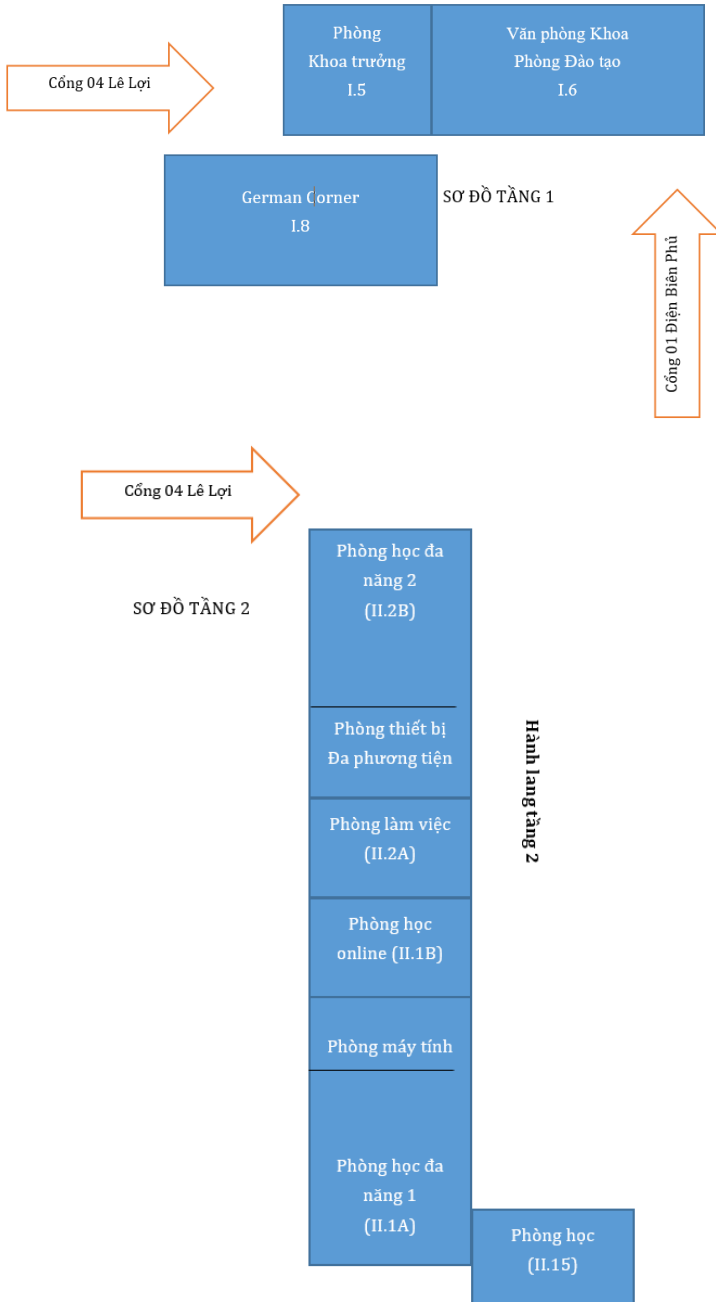 Cổng 04 Lê Lợi
Phòng
Khoa trưởng
I.5
Văn phòng Khoa
Phòng Đào tạo
I.6
German Corner
I.8
SƠ ĐỒ TẦNG 1
Cổng 01 Điện Biên Phủ
Cổng 04 Lê Lợi
SƠ ĐỒ TẦNG 2
Phòng học đa
năng 2
(II.2B)
Phòng thiết bị
Đa phương tiện
Phòng làm việc
(II.2A)
Phòng học
online (II.1B)
Phòng máy tính
Phòng học đa
năng 1
(II.1A)
Hành lang tầng 2
Phòng học
(II.15)